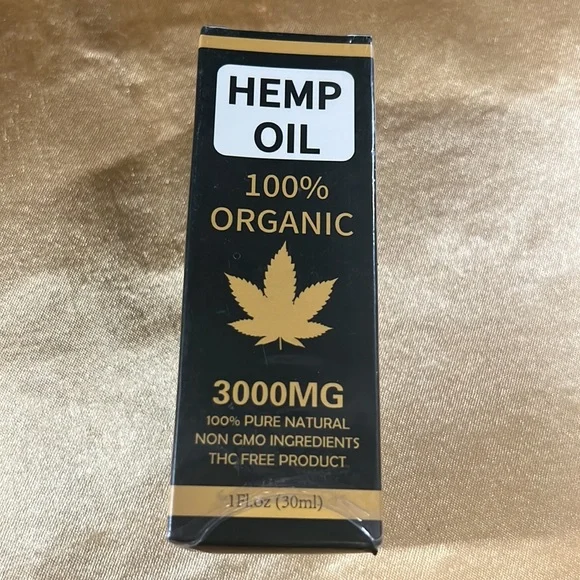 HEMP
OIL
100%
ORGANIC
3000MG
100% PURE NATURAL
NON GMO INGREDIENTS
THC FREE PRODUCT
.1Fl.oz (30ml)